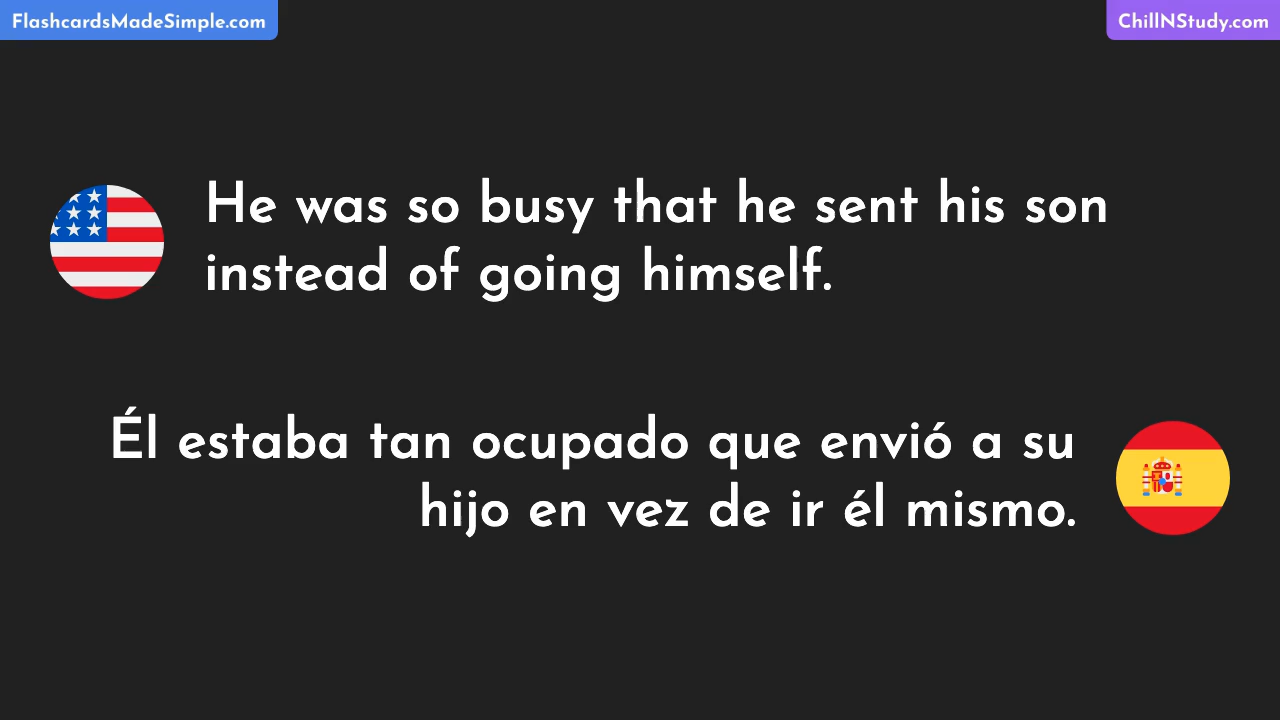 FlashcardsMadeSimple.com
ChillNStudy.com
He was so busy that he sent his son
instead of going himself.
Él estaba tan ocupado que envió a su
hijo en vez de ir él mismo.